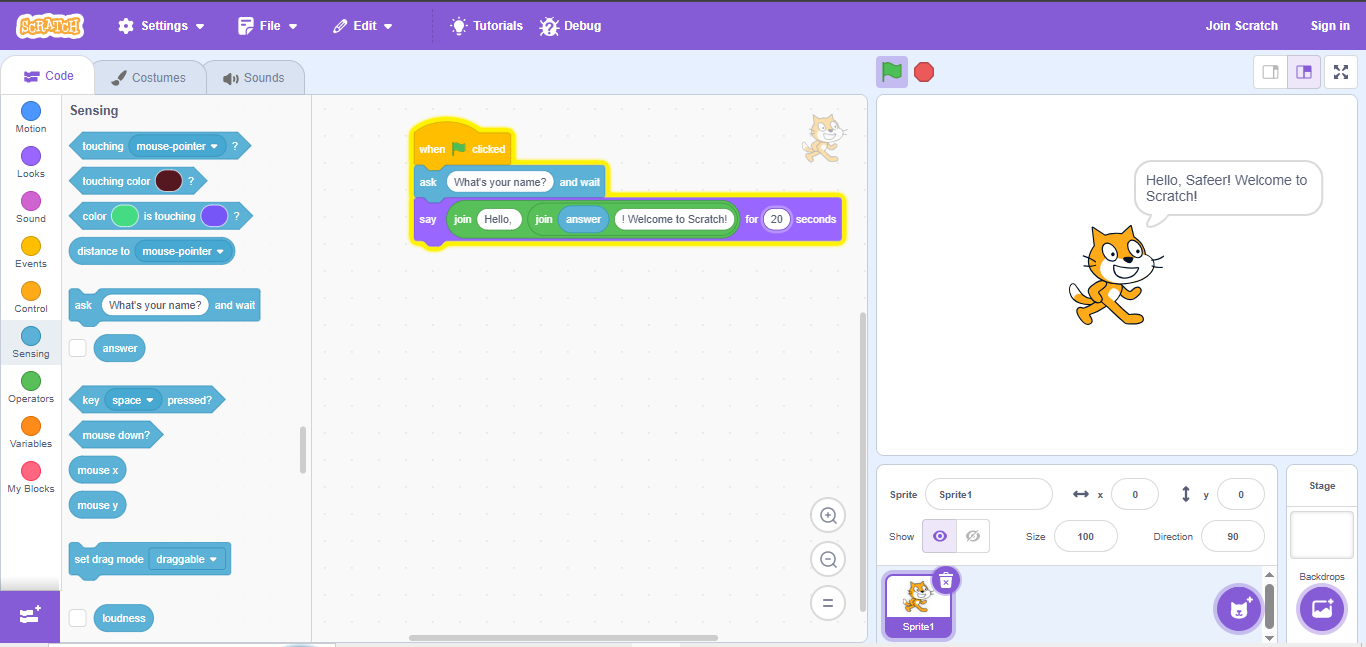 SCRATCH Settings File Edit Tutorials Debug Join Scratch Sign in
Code Costumes Sounds
Motion
Looks
Sound
Events
Control
Sensing
Operators
Variables
My Blocks
Sensing
touching mouse-pointer ?
touching color ?
color is touching ?
distance to mouse-pointer
ask What's your name? and wait
answer
key space pressed?
mouse down?
mouse x
mouse y
set drag mode draggable
loudness
when clicked
ask What's your name? and wait
say join Hello, join answer ! Welcome to Scratch! for 20 seconds
Hello, Safeer! Welcome to
Scratch!
Sprite Sprite1 x 0 y 0
Show Size 100 Direction 90
Sprite1
Stage
Backdrops